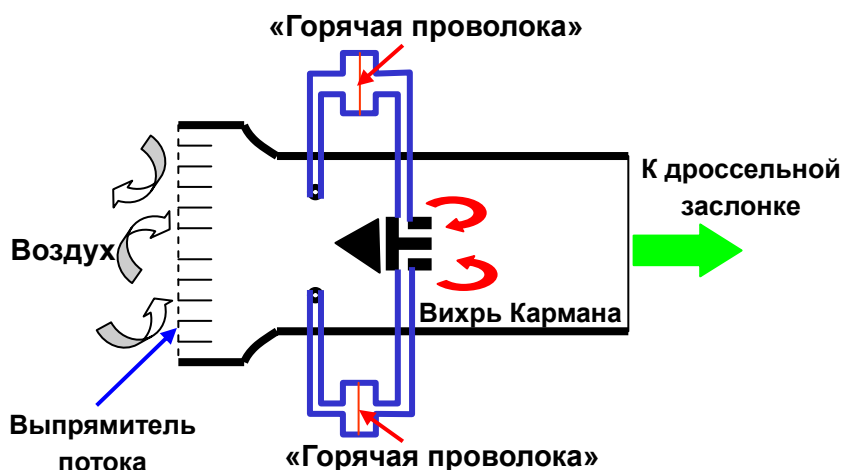 «Горячая проволока»
К дроссельной
заслонке
Воздух
Вихрь Кармана
Выпрямитель
потока
«Горячая проволока»